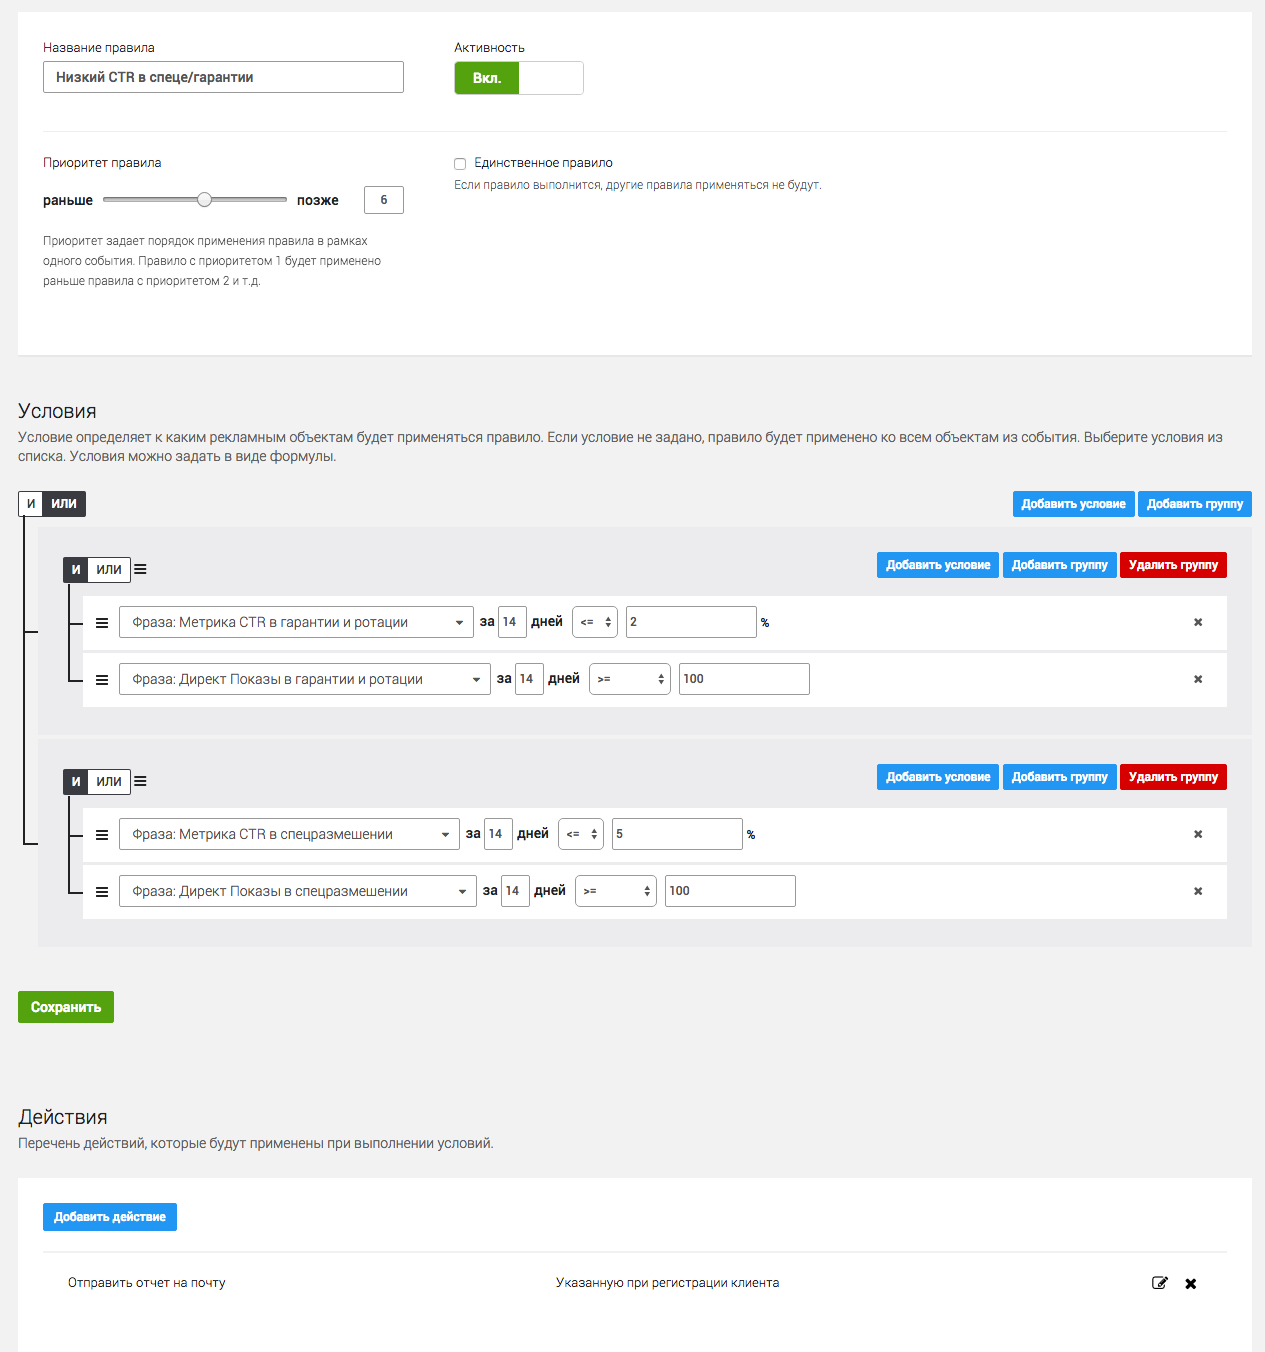 Название правила
Активность
Низкий CTR в спеце/гарантии
Вкл.
Приоритет правила
Единственное правило
Если правило выполнится, другие правила применяться не будут.
раньше
позже
6
Приоритет задает порядок применения правила в рамках
одного события. Правило с приоритетом 1 будет применено
раньше правила с приоритетом 2 и т.д.
Условия
Условие определяет к каким рекламным объектам будет применяться правило. Если условие не задано, правило будет применено ко всем объектам из события. Выберите условия из
списка. Условия можно задать в виде формулы.
И ИЛИ
Добавить условие Добавить группу
И ИЛИ
Добавить условие Добавить группу Удалить группу
Фраза: Метрика CTR в гарантии и ротации за 14 дней <= 2 %
Фраза: Директ Показы в гарантии и ротации за 14 дней >= 100
И ИЛИ
Добавить условие Добавить группу Удалить группу
Фраза: Метрика CTR в спецразмешении за 14 дней <= 5 %
Фраза: Директ Показы в спецразмешении за 14 дней >= 100
Сохранить
Действия
Перечень действий, которые будут применены при выполнении условий.
Добавить действие
Отправить отчет на почту
Указанную при регистрации клиента